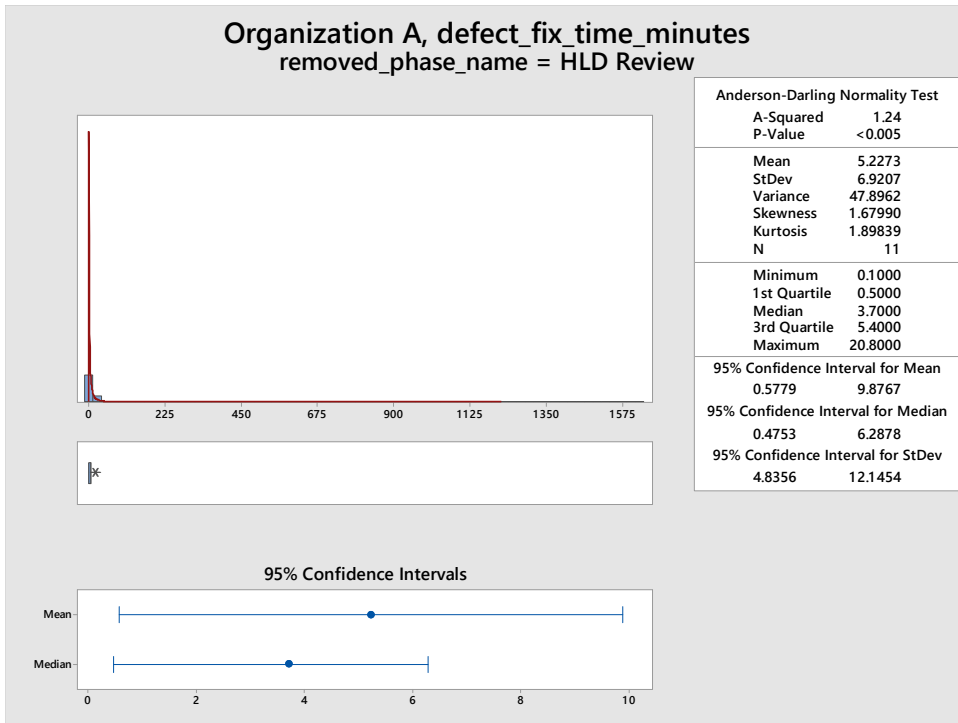 Organization A, defect_fix_time_minutes
removed_phase_name = HLD Review
0 225 450 675 900 1125 1350 1575
95% Confidence Intervals
Mean
Median
0 2 4 6 8 10
Anderson-Darling Normality Test
A-Squared 1.24
P-Value <0.005
Mean 5.2273
StDev 6.9207
Variance 47.8962
Skewness 1.67990
Kurtosis 1.89839
N 11
Minimum 0.1000
1st Quartile 0.5000
Median 3.7000
3rd Quartile 5.4000
Maximum 20.8000
95% Confidence Interval for Mean
0.5779 9.8767
95% Confidence Interval for Median
0.4753 6.2878
95% Confidence Interval for StDev
4.8356 12.1454